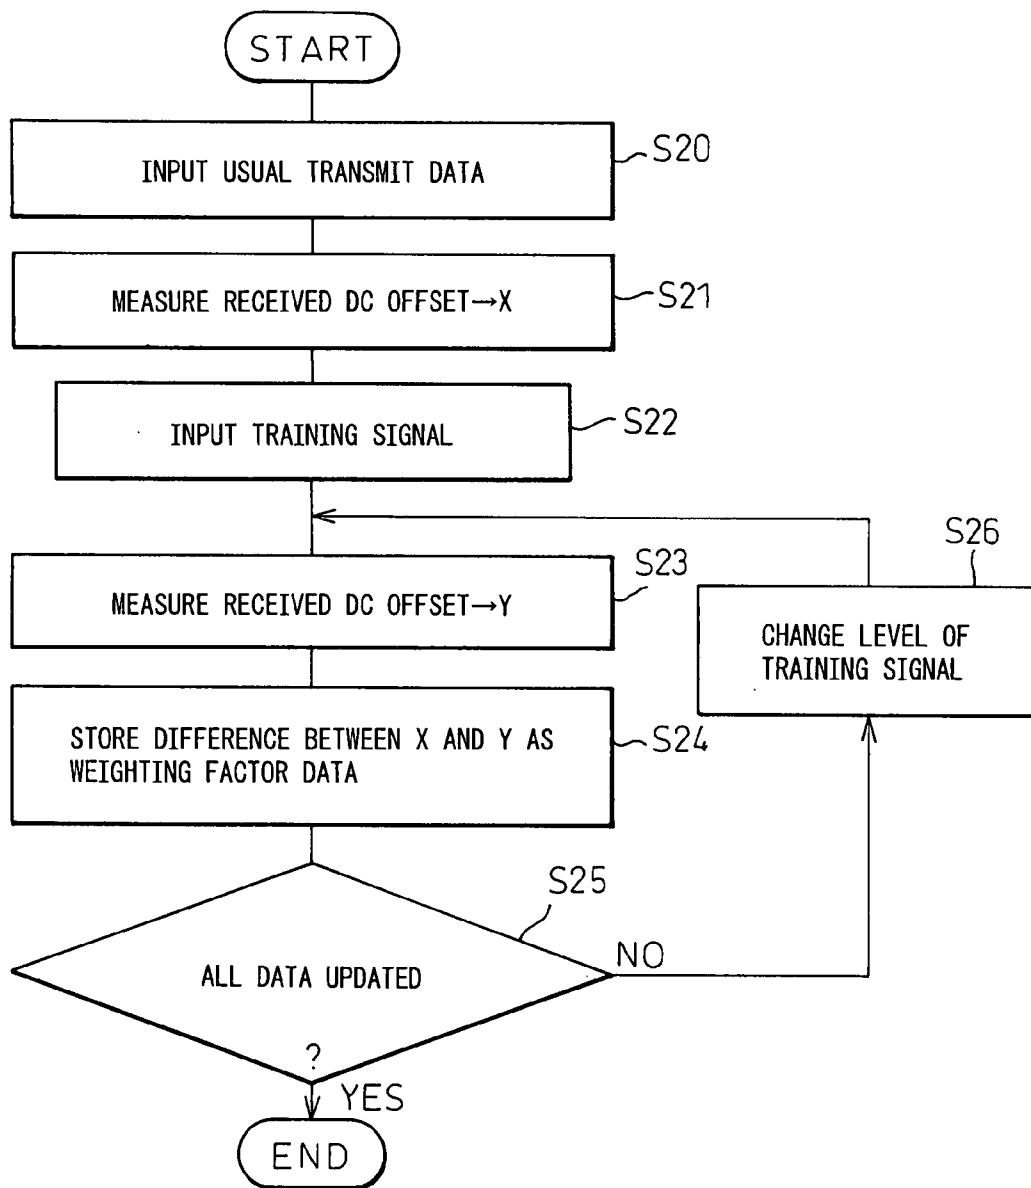 START
INPUT USUAL TRANSMIT DATA
S20
MEASURE RECEIVED DC OFFSET→X
S21
INPUT TRAINING SIGNAL
S22
MEASURE RECEIVED DC OFFSET→Y
S23
CHANGE LEVEL OF
TRAINING SIGNAL
S26
STORE DIFFERENCE BETWEEN X AND Y AS
WEIGHTING FACTOR DATA
S24
ALL DATA UPDATED
?
S25
NO
YES
END